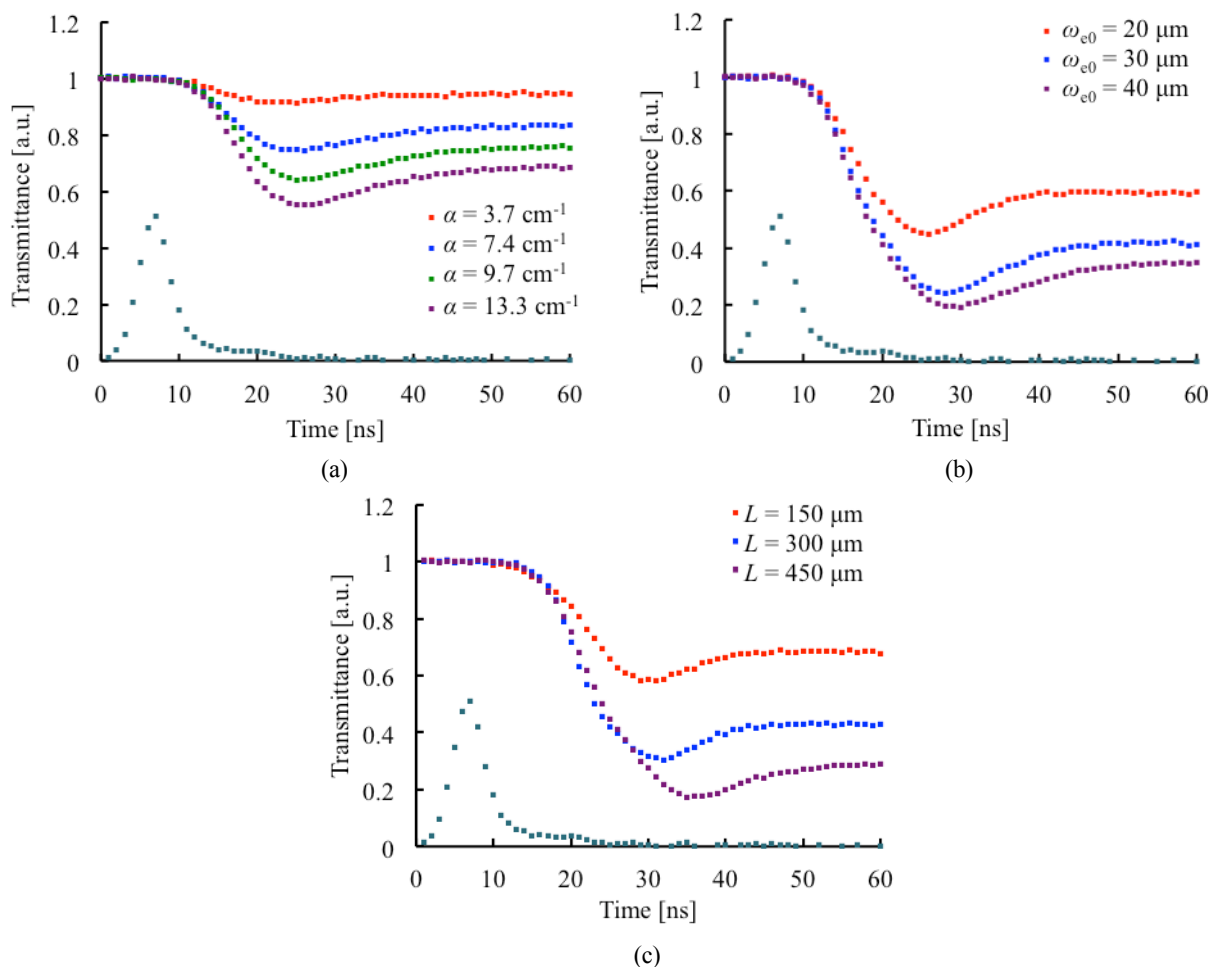 1.2
1
0.8
0.6
0.4
0.2
0
Transmittance [a.u.]
α = 3.7 cm⁻¹
α = 7.4 cm⁻¹
α = 9.7 cm⁻¹
α = 13.3 cm⁻¹
0 10 20 30 40 50 60
Time [ns]
(a)
1.2
1
0.8
0.6
0.4
0.2
0
Transmittance [a.u.]
ωe0 = 20 μm
ωe0 = 30 μm
ωe0 = 40 μm
0 10 20 30 40 50 60
Time [ns]
(b)
1.2
1
0.8
0.6
0.4
0.2
0
Transmittance [a.u.]
L = 150 μm
L = 300 μm
L = 450 μm
0 10 20 30 40 50 60
Time [ns]
(c)